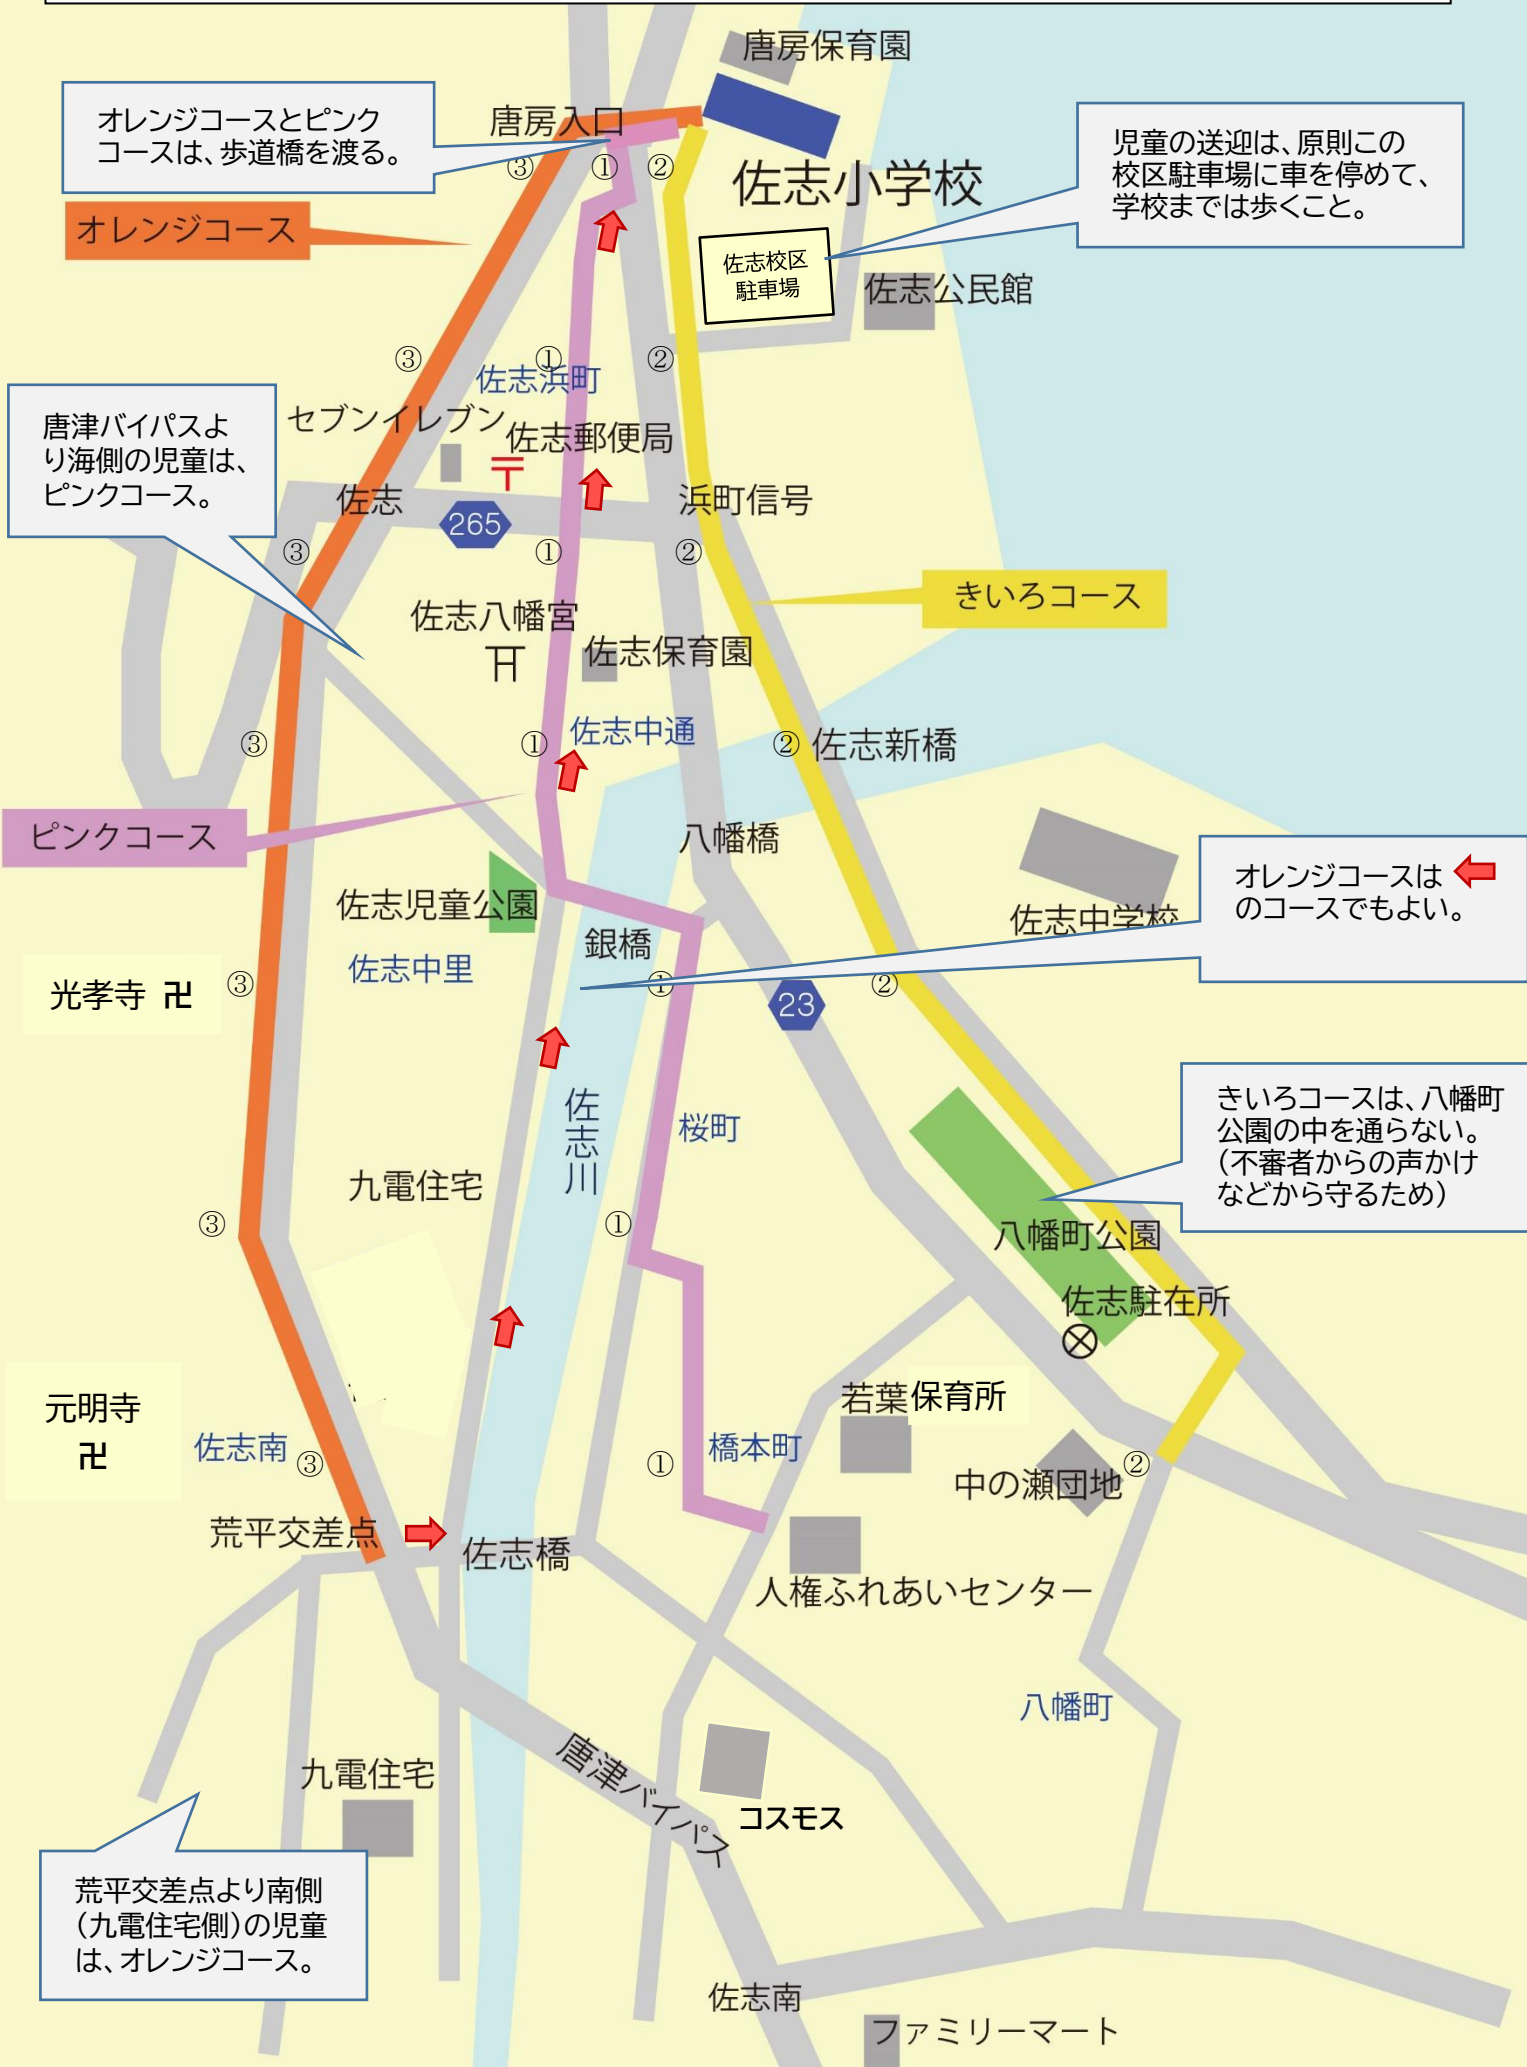 唐房保育園
オレンジコースとピンク
コースは、歩道橋を渡る。
唐房入口
児童の送迎は、原則この
校区駐車場に車を停めて、
学校までは歩くこと。
③
①
②
佐志小学校
オレンジコース
佐志校区
駐車場
佐志公民館
③
①
②
佐志浜町
セブンイレブン
佐志郵便局
〒
唐津バイパスよ
り海側の児童は、
ピンクコース。
佐志
265
浜町信号
③
①
②
きいろコース
佐志八幡宮
佐志保育園
佐志中通
③
①
②
佐志新橋
ピンクコース
八幡橋
オレンジコースは
のコースでもよい。
佐志児童公園
佐志中学校
銀橋
佐志中里
光孝寺 卍
③
①
23
②
佐志川
桜町
きいろコースは、八幡町
公園の中を通らない。
（不審者からの声かけ
などから守るため）
九電住宅
③
①
八幡町公園
佐志駐在所
元明寺
卍
若葉保育所
佐志南
③
①
橋本町
②
中の瀬団地
荒平交差点
佐志橋
人権ふれあいセンター
八幡町
唐津バイパス
九電住宅
コスモス
荒平交差点より南側
（九電住宅側）の児童
は、オレンジコース。
佐志南
ファミリーマート